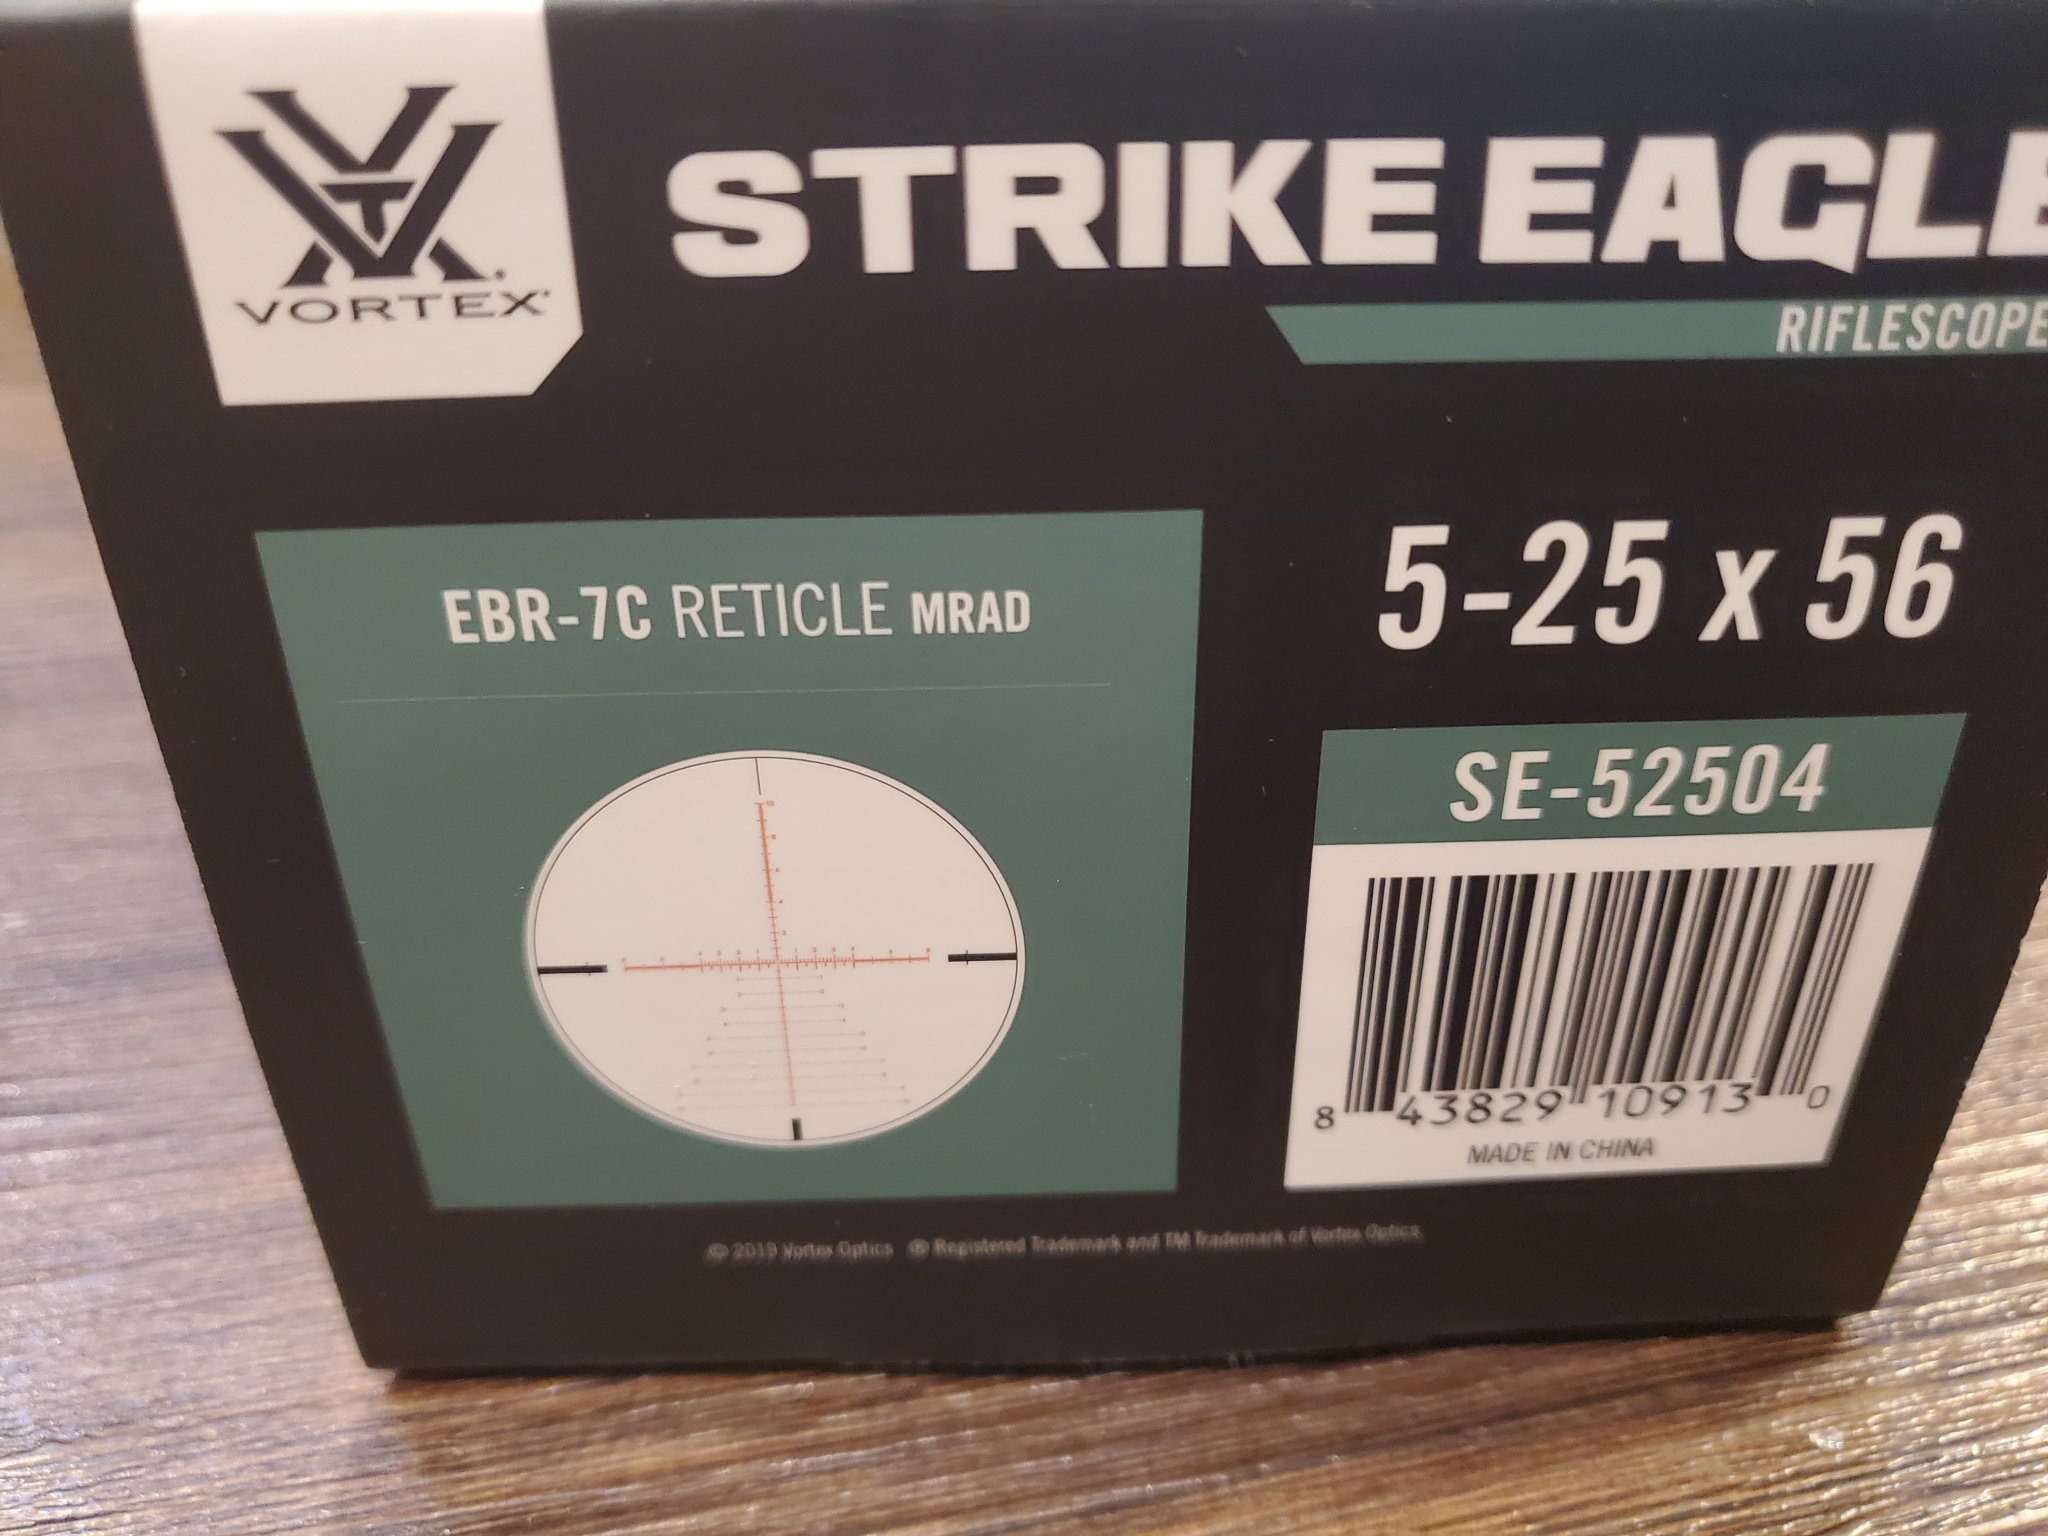 VORTEX
STRIKE EAGLE
RIFLESCOPE
EBR-7C RETICLE MRAD
5-25 x 56
SE-52504
8 43829 10913 0
MADE IN CHINA
© 2019 Vortex Optics ® Registered Trademark and TM Trademark of Vortex Optics